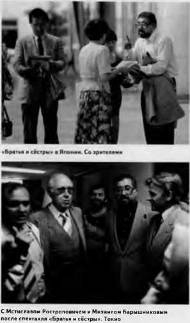 «Братья и сёстры» в Японии. Со зрителями
С Мстиславом Ростроповичем и Михаилом Барышниковым
после спектакля «Братья и сёстры». Токио